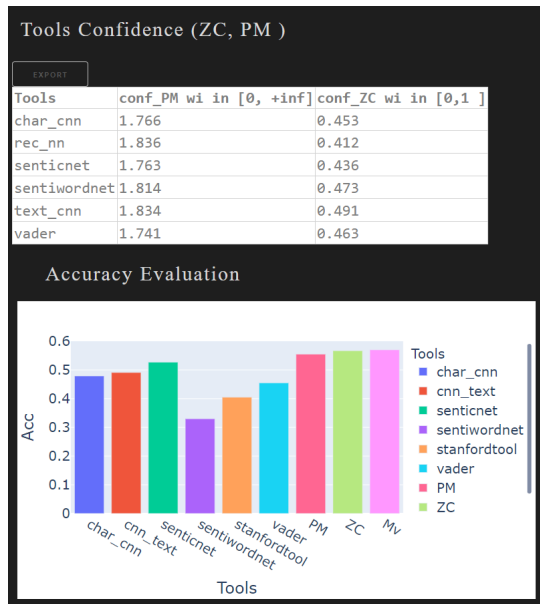 Tools Confidence (ZC, PM )
EXPORT
Tools conf_PM wi in [0, +inf] conf_ZC wi in [0,1 ]
char_cnn 1.766 0.453
rec_nn 1.836 0.412
senticnet 1.763 0.436
sentiwordnet 1.814 0.473
text_cnn 1.834 0.491
vader 1.741 0.463
Accuracy Evaluation
0.6
0.5
0.4
0.3
0.2
0.1
0
Acc
char_cnn
cnn_text
senticnet
sentiwordnet
stanfordtool
vader
PM
ZC
Mv
Tools
Tools
char_cnn
cnn_text
senticnet
sentiwordnet
stanfordtool
vader
PM
ZC